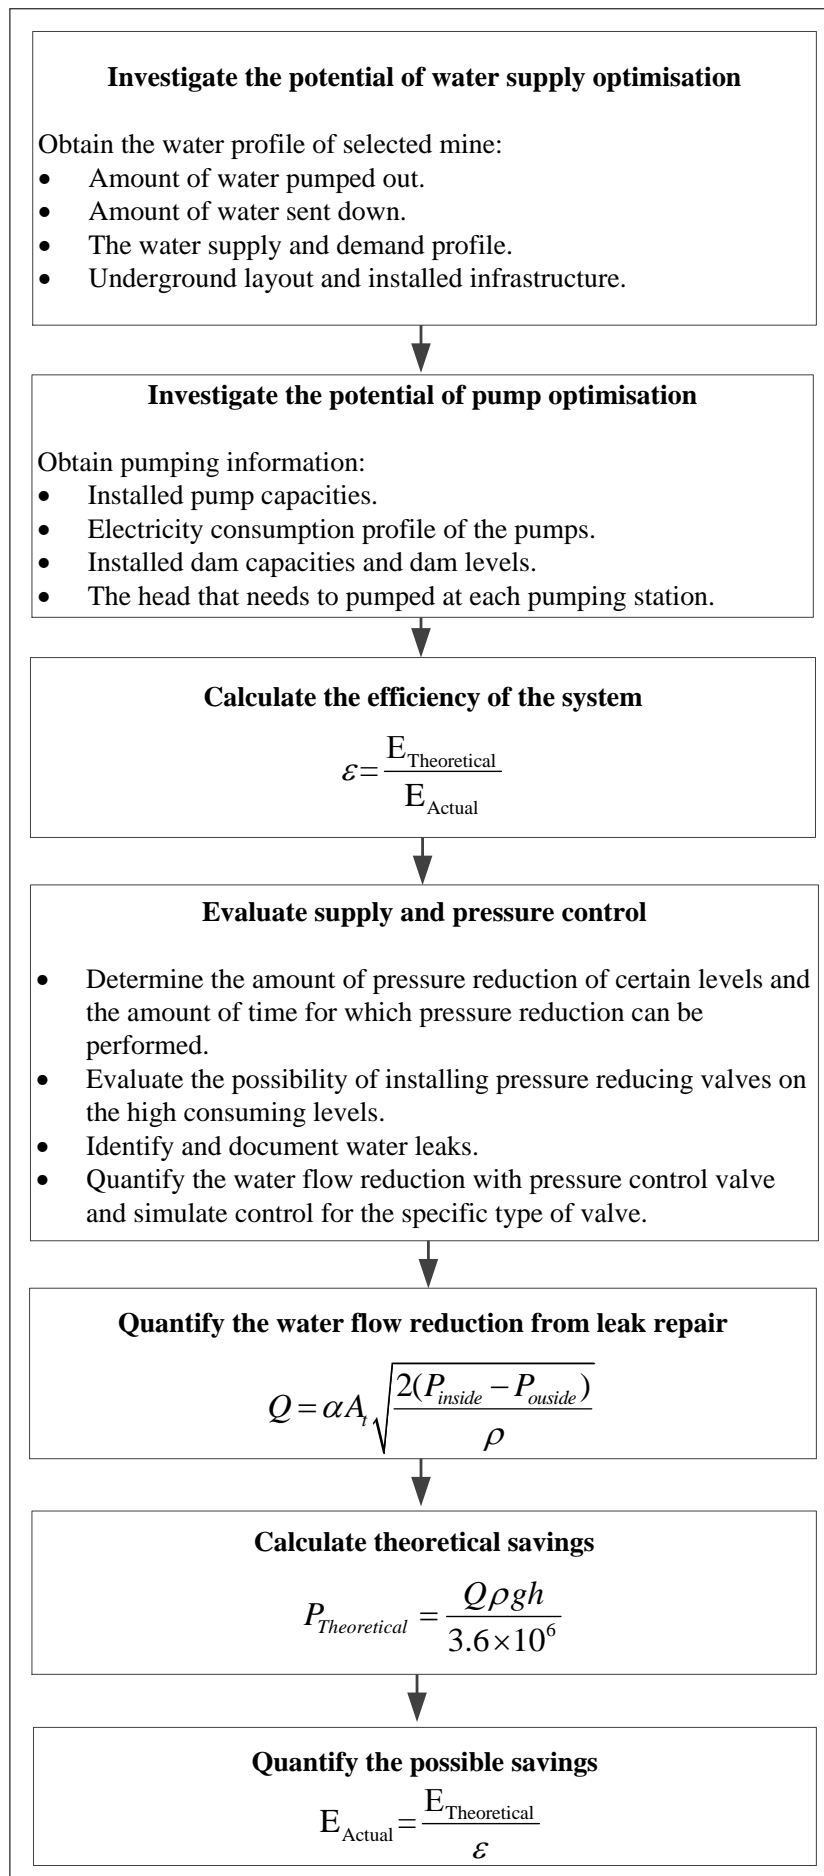 Investigate the potential of water supply optimisation
Obtain the water profile of selected mine:
• Amount of water pumped out.
• Amount of water sent down.
• The water supply and demand profile.
• Underground layout and installed infrastructure.
Investigate the potential of pump optimisation
Obtain pumping information:
• Installed pump capacities.
• Electricity consumption profile of the pumps.
• Installed dam capacities and dam levels.
• The head that needs to pumped at each pumping station.
Calculate the efficiency of the system
ε = E_Theoretical / E_Actual
Evaluate supply and pressure control
• Determine the amount of pressure reduction of certain levels and
the amount of time for which pressure reduction can be
performed.
• Evaluate the possibility of installing pressure reducing valves on
the high consuming levels.
• Identify and document water leaks.
• Quantify the water flow reduction with pressure control valve
and simulate control for the specific type of valve.
Quantify the water flow reduction from leak repair
Q = αA_t √(2(P_inside − P_ouside) / ρ)
Calculate theoretical savings
P_Theoretical = Qρgh / 3.6×10^6
Quantify the possible savings
E_Actual = E_Theoretical / ε